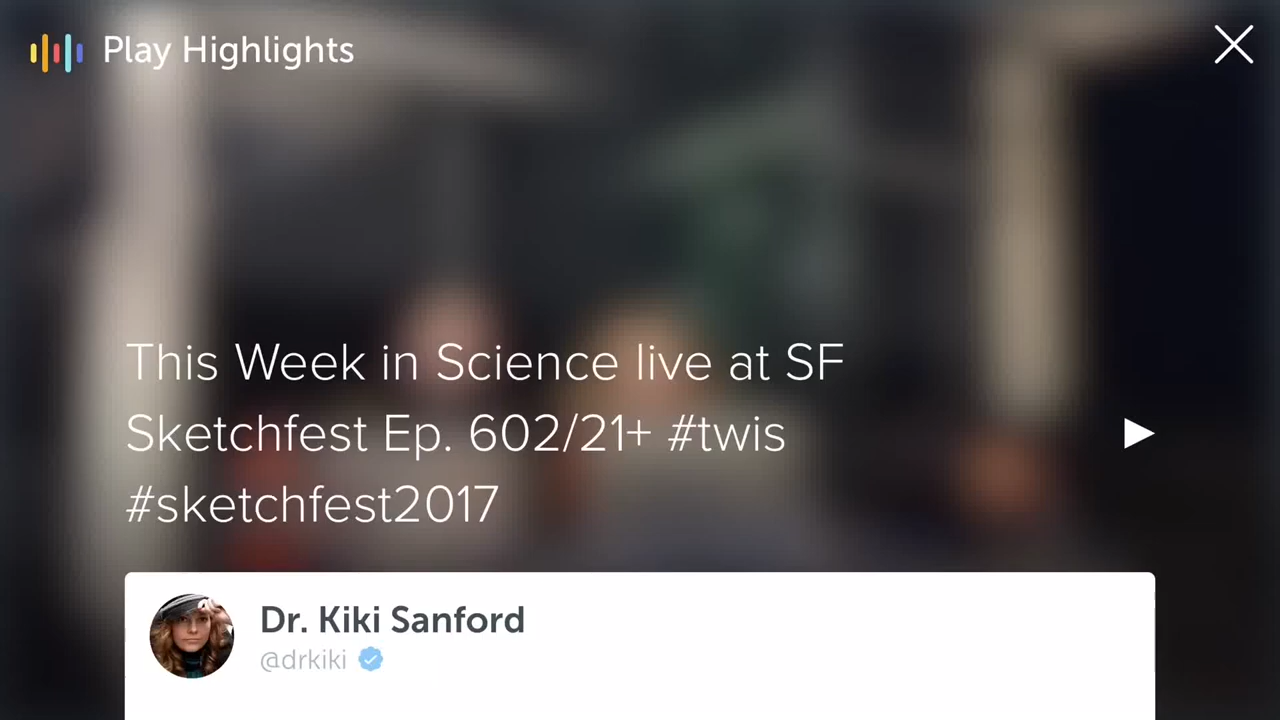 Play Highlights
This Week in Science live at SF
Sketchfest Ep. 602/21+ #twis
#sketchfest2017
Dr. Kiki Sanford
@drkiki